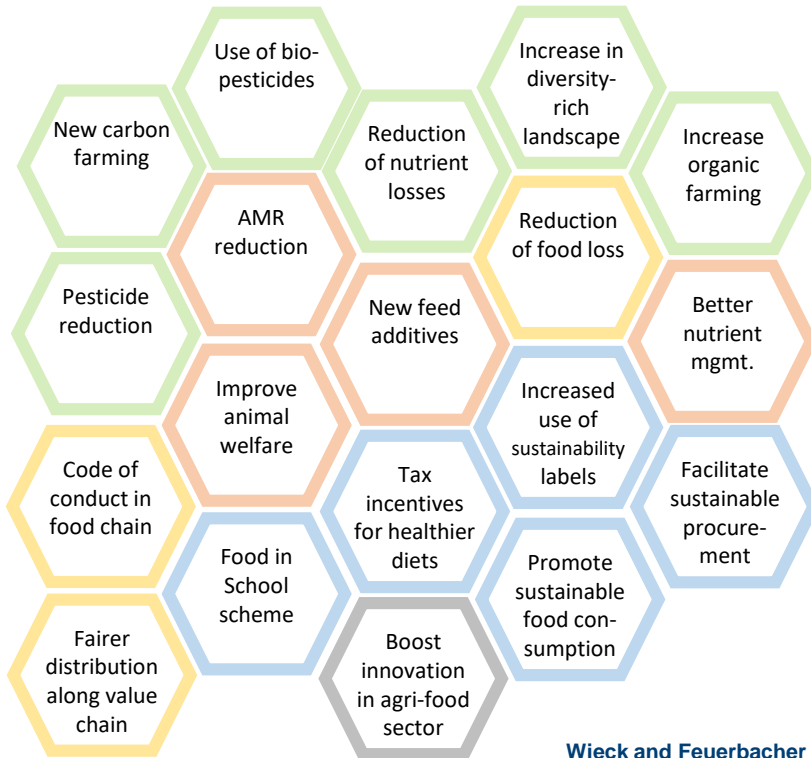 Use of bio-
pesticides
Increase in
diversity-
rich
landscape
New carbon
farming
Reduction
of nutrient
losses
Increase
organic
farming
AMR
reduction
Reduction
of food loss
Pesticide
reduction
New feed
additives
Better
nutrient
mgmt.
Improve
animal
welfare
Increased
use of
sustainability
labels
Code of
conduct in
food chain
Tax
incentives
for healthier
diets
Facilitate
sustainable
procure-
ment
Food in
School
scheme
Promote
sustainable
food con-
sumption
Fairer
distribution
along value
chain
Boost
innovation
in agri-food
sector
Wieck and Feuerbacher